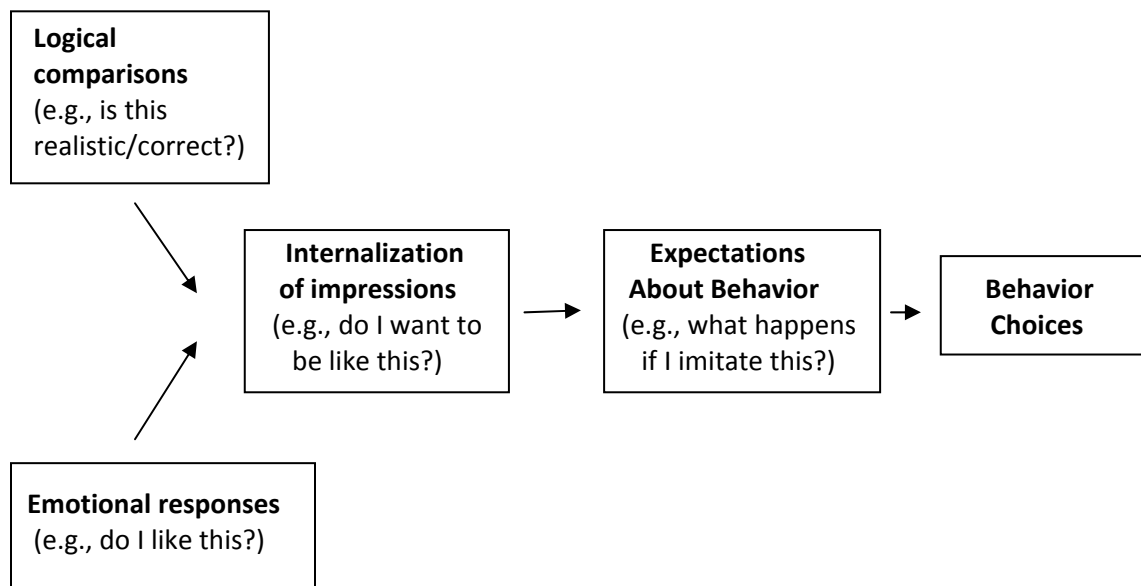 Logical
comparisons
(e.g., is this
realistic/correct?)
Internalization
of impressions
(e.g., do I want to
be like this?)
Expectations
About Behavior
(e.g., what happens
if I imitate this?)
Behavior
Choices
Emotional responses
(e.g., do I like this?)